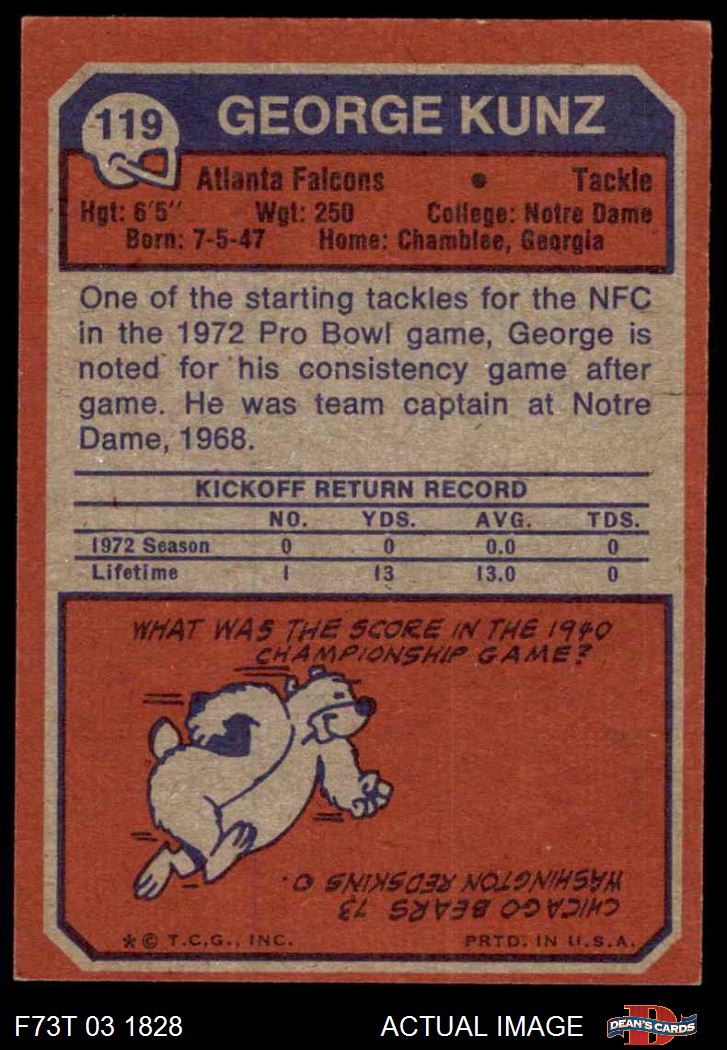 119
GEORGE KUNZ
Atlanta Falcons • Tackle
Hgt: 6'5" Wgt: 250 College: Notre Dame
Born: 7-5-47 Home: Chamblee, Georgia
One of the starting tackles for the NFC
in the 1972 Pro Bowl game, George is
noted for his consistency game after
game. He was team captain at Notre
Dame, 1968.
KICKOFF RETURN RECORD
NO. YDS. AVG. TDS.
1972 Season 0 0 0.0 0
Lifetime 1 13 13.0 0
WHAT WAS THE SCORE IN THE 1940
CHAMPIONSHIP GAME?
CHICAGO BEARS 73
WASHINGTON REDSKINS 0.
*© T.C.G., INC. PRTD. IN U.S.A.
F73T 03 1828 ACTUAL IMAGE
D
DEAN'S CARDS